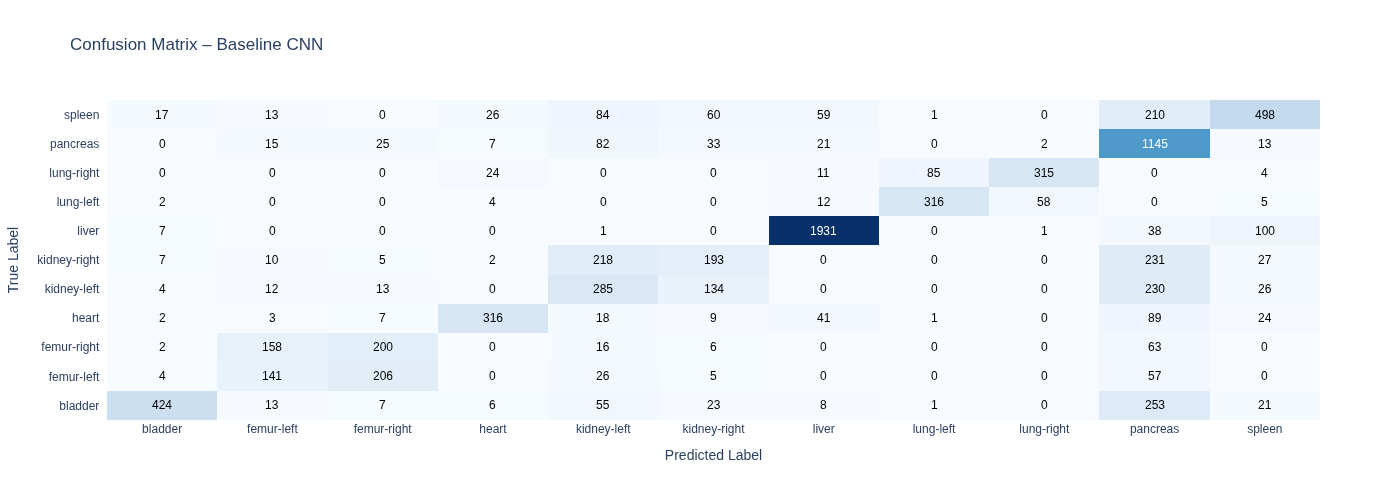 Confusion Matrix – Baseline CNN
spleen 17 13 0 26 84 60 59 1 0 210 498
pancreas 0 15 25 7 82 33 21 0 2 1145 13
lung-right 0 0 0 24 0 0 11 85 315 0 4
lung-left 2 0 0 4 0 0 12 316 58 0 5
liver 7 0 0 0 1 0 1931 0 1 38 100
kidney-right 7 10 5 2 218 193 0 0 0 231 27
kidney-left 4 12 13 0 285 134 0 0 0 230 26
heart 2 3 7 316 18 9 41 1 0 89 24
femur-right 2 158 200 0 16 6 0 0 0 63 0
femur-left 4 141 206 0 26 5 0 0 0 57 0
bladder 424 13 7 6 55 23 8 1 0 253 21
bladder femur-left femur-right heart kidney-left kidney-right liver lung-left lung-right pancreas spleen
Predicted Label
True Label